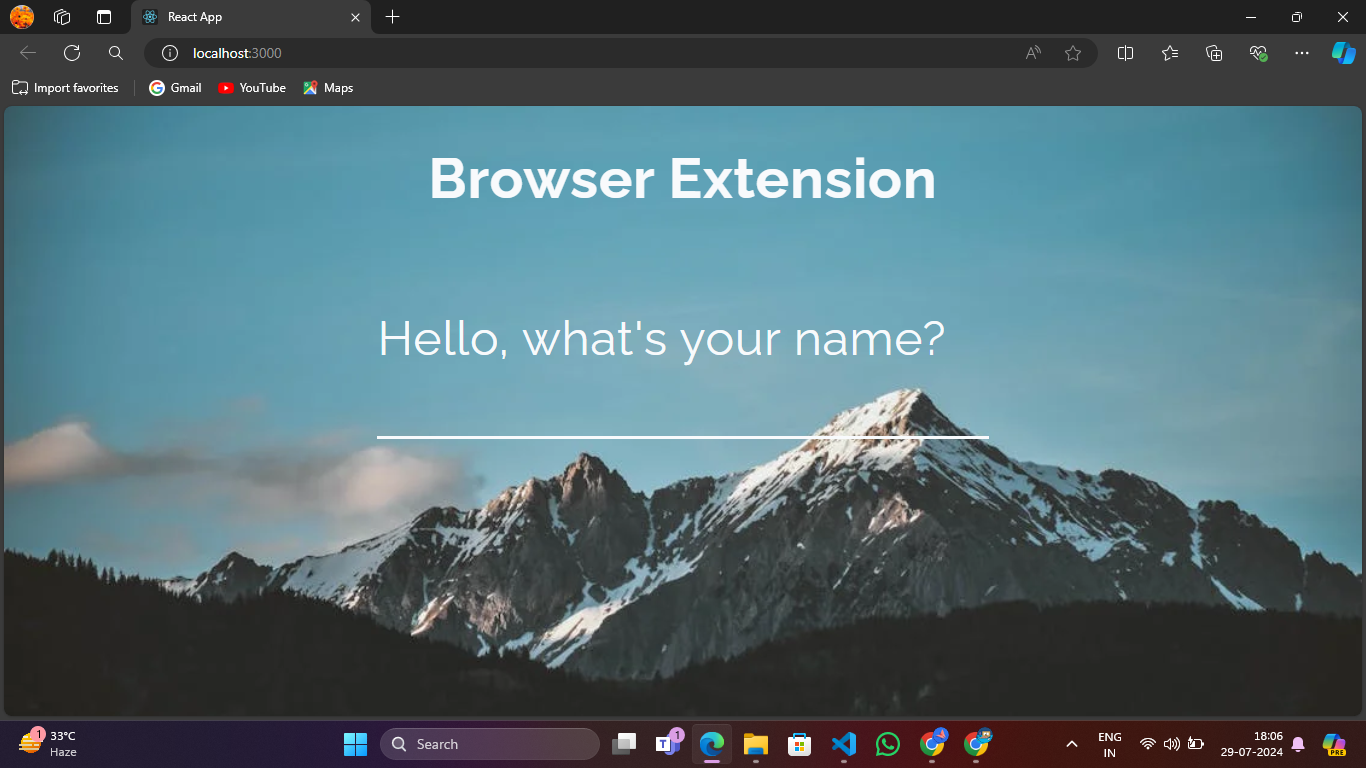 React App
localhost:3000
Import favorites
Gmail
YouTube
Maps
Browser Extension
Hello, what's your name?
1
33°C
Haze
Search
1
ENG
IN
18:06
29-07-2024
PRE